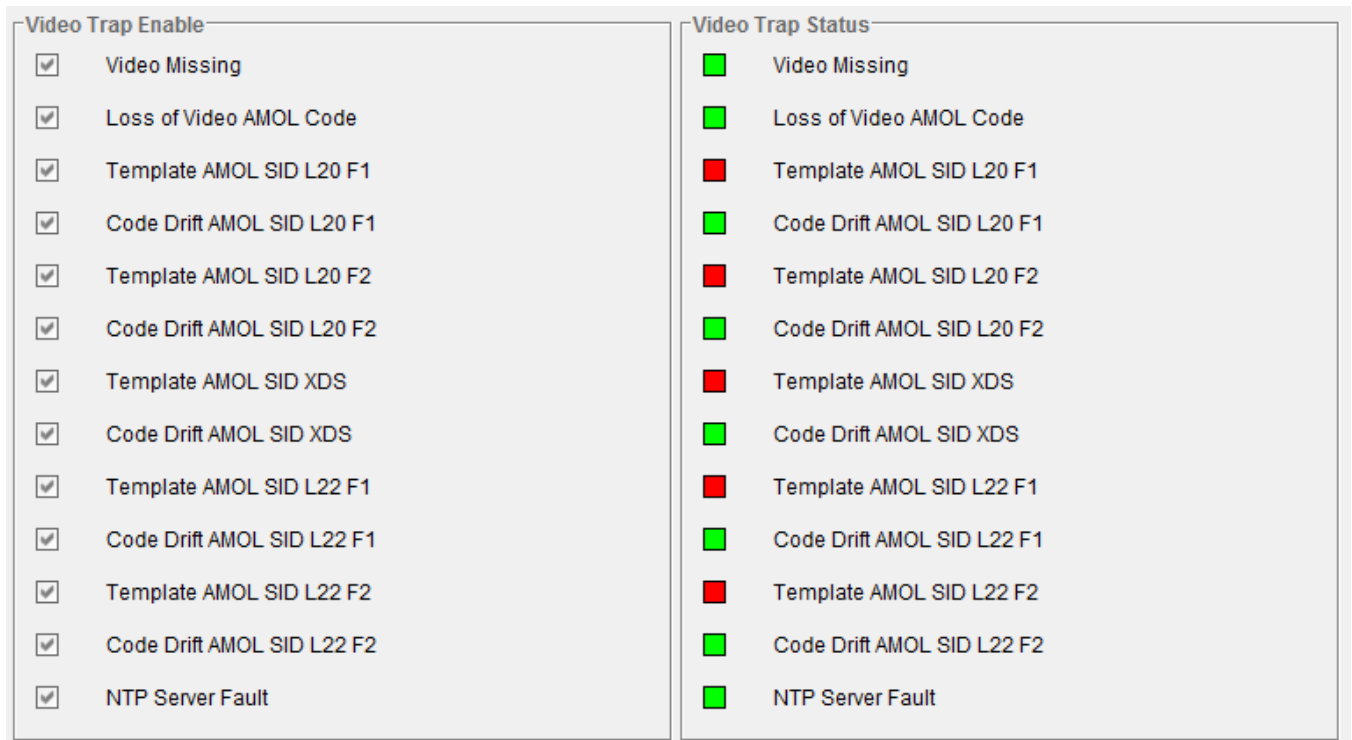 Video Trap Enable
Video Missing
Loss of Video AMOL Code
Template AMOL SID L20 F1
Code Drift AMOL SID L20 F1
Template AMOL SID L20 F2
Code Drift AMOL SID L20 F2
Template AMOL SID XDS
Code Drift AMOL SID XDS
Template AMOL SID L22 F1
Code Drift AMOL SID L22 F1
Template AMOL SID L22 F2
Code Drift AMOL SID L22 F2
NTP Server Fault
Video Trap Status
Video Missing
Loss of Video AMOL Code
Template AMOL SID L20 F1
Code Drift AMOL SID L20 F1
Template AMOL SID L20 F2
Code Drift AMOL SID L20 F2
Template AMOL SID XDS
Code Drift AMOL SID XDS
Template AMOL SID L22 F1
Code Drift AMOL SID L22 F1
Template AMOL SID L22 F2
Code Drift AMOL SID L22 F2
NTP Server Fault